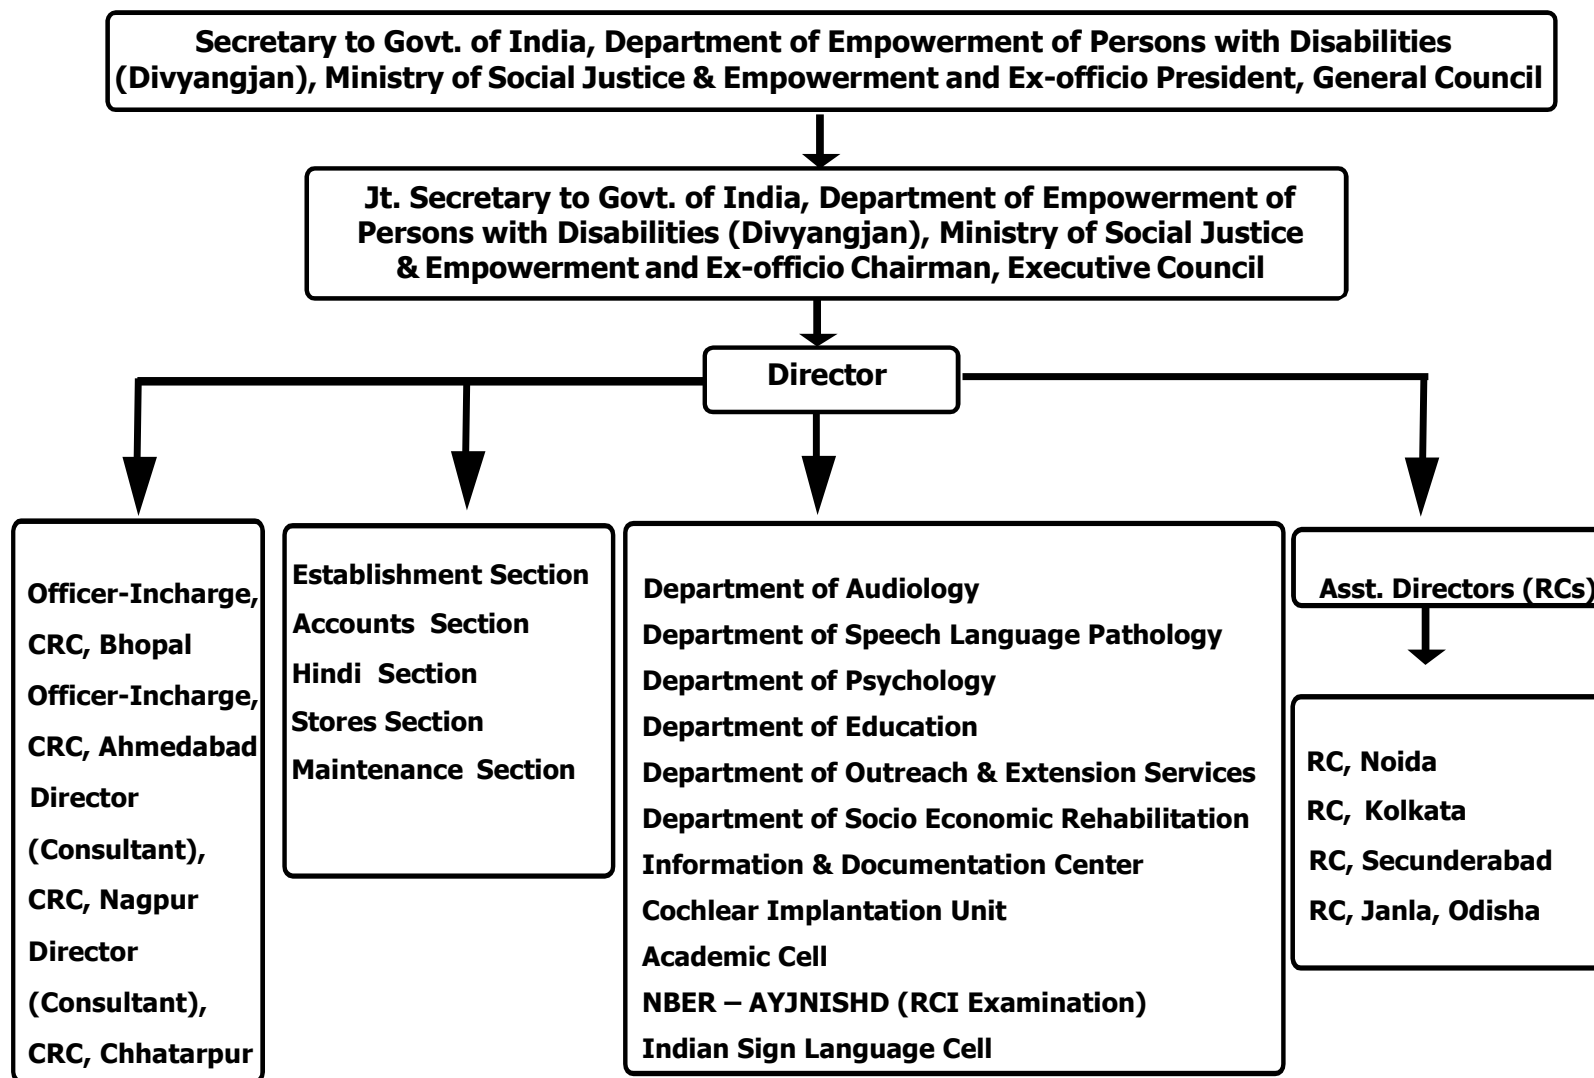 Secretary to Govt. of India, Department of Empowerment of Persons with Disabilities
(Divyangjan), Ministry of Social Justice & Empowerment and Ex-officio President, General Council
Jt. Secretary to Govt. of India, Department of Empowerment of
Persons with Disabilities (Divyangjan), Ministry of Social Justice
& Empowerment and Ex-officio Chairman, Executive Council
Director
Officer-Incharge,
CRC, Bhopal
Officer-Incharge,
CRC, Ahmedabad
Director
(Consultant),
CRC, Nagpur
Director
(Consultant),
CRC, Chhatarpur
Establishment Section
Accounts Section
Hindi Section
Stores Section
Maintenance Section
Department of Audiology
Department of Speech Language Pathology
Department of Psychology
Department of Education
Department of Outreach & Extension Services
Department of Socio Economic Rehabilitation
Information & Documentation Center
Cochlear Implantation Unit
Academic Cell
NBER – AYJNISHD (RCI Examination)
Indian Sign Language Cell
Asst. Directors (RCs)
RC, Noida
RC, Kolkata
RC, Secunderabad
RC, Janla, Odisha